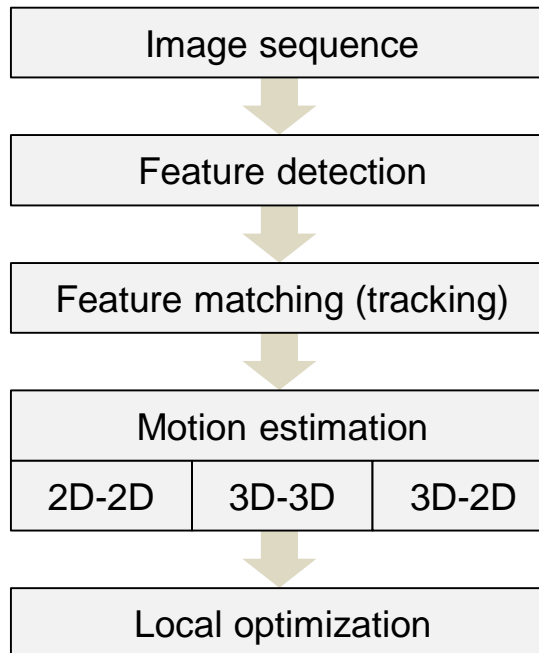 Image sequence
Feature detection
Feature matching (tracking)
Motion estimation
2D-2D 3D-3D 3D-2D
Local optimization